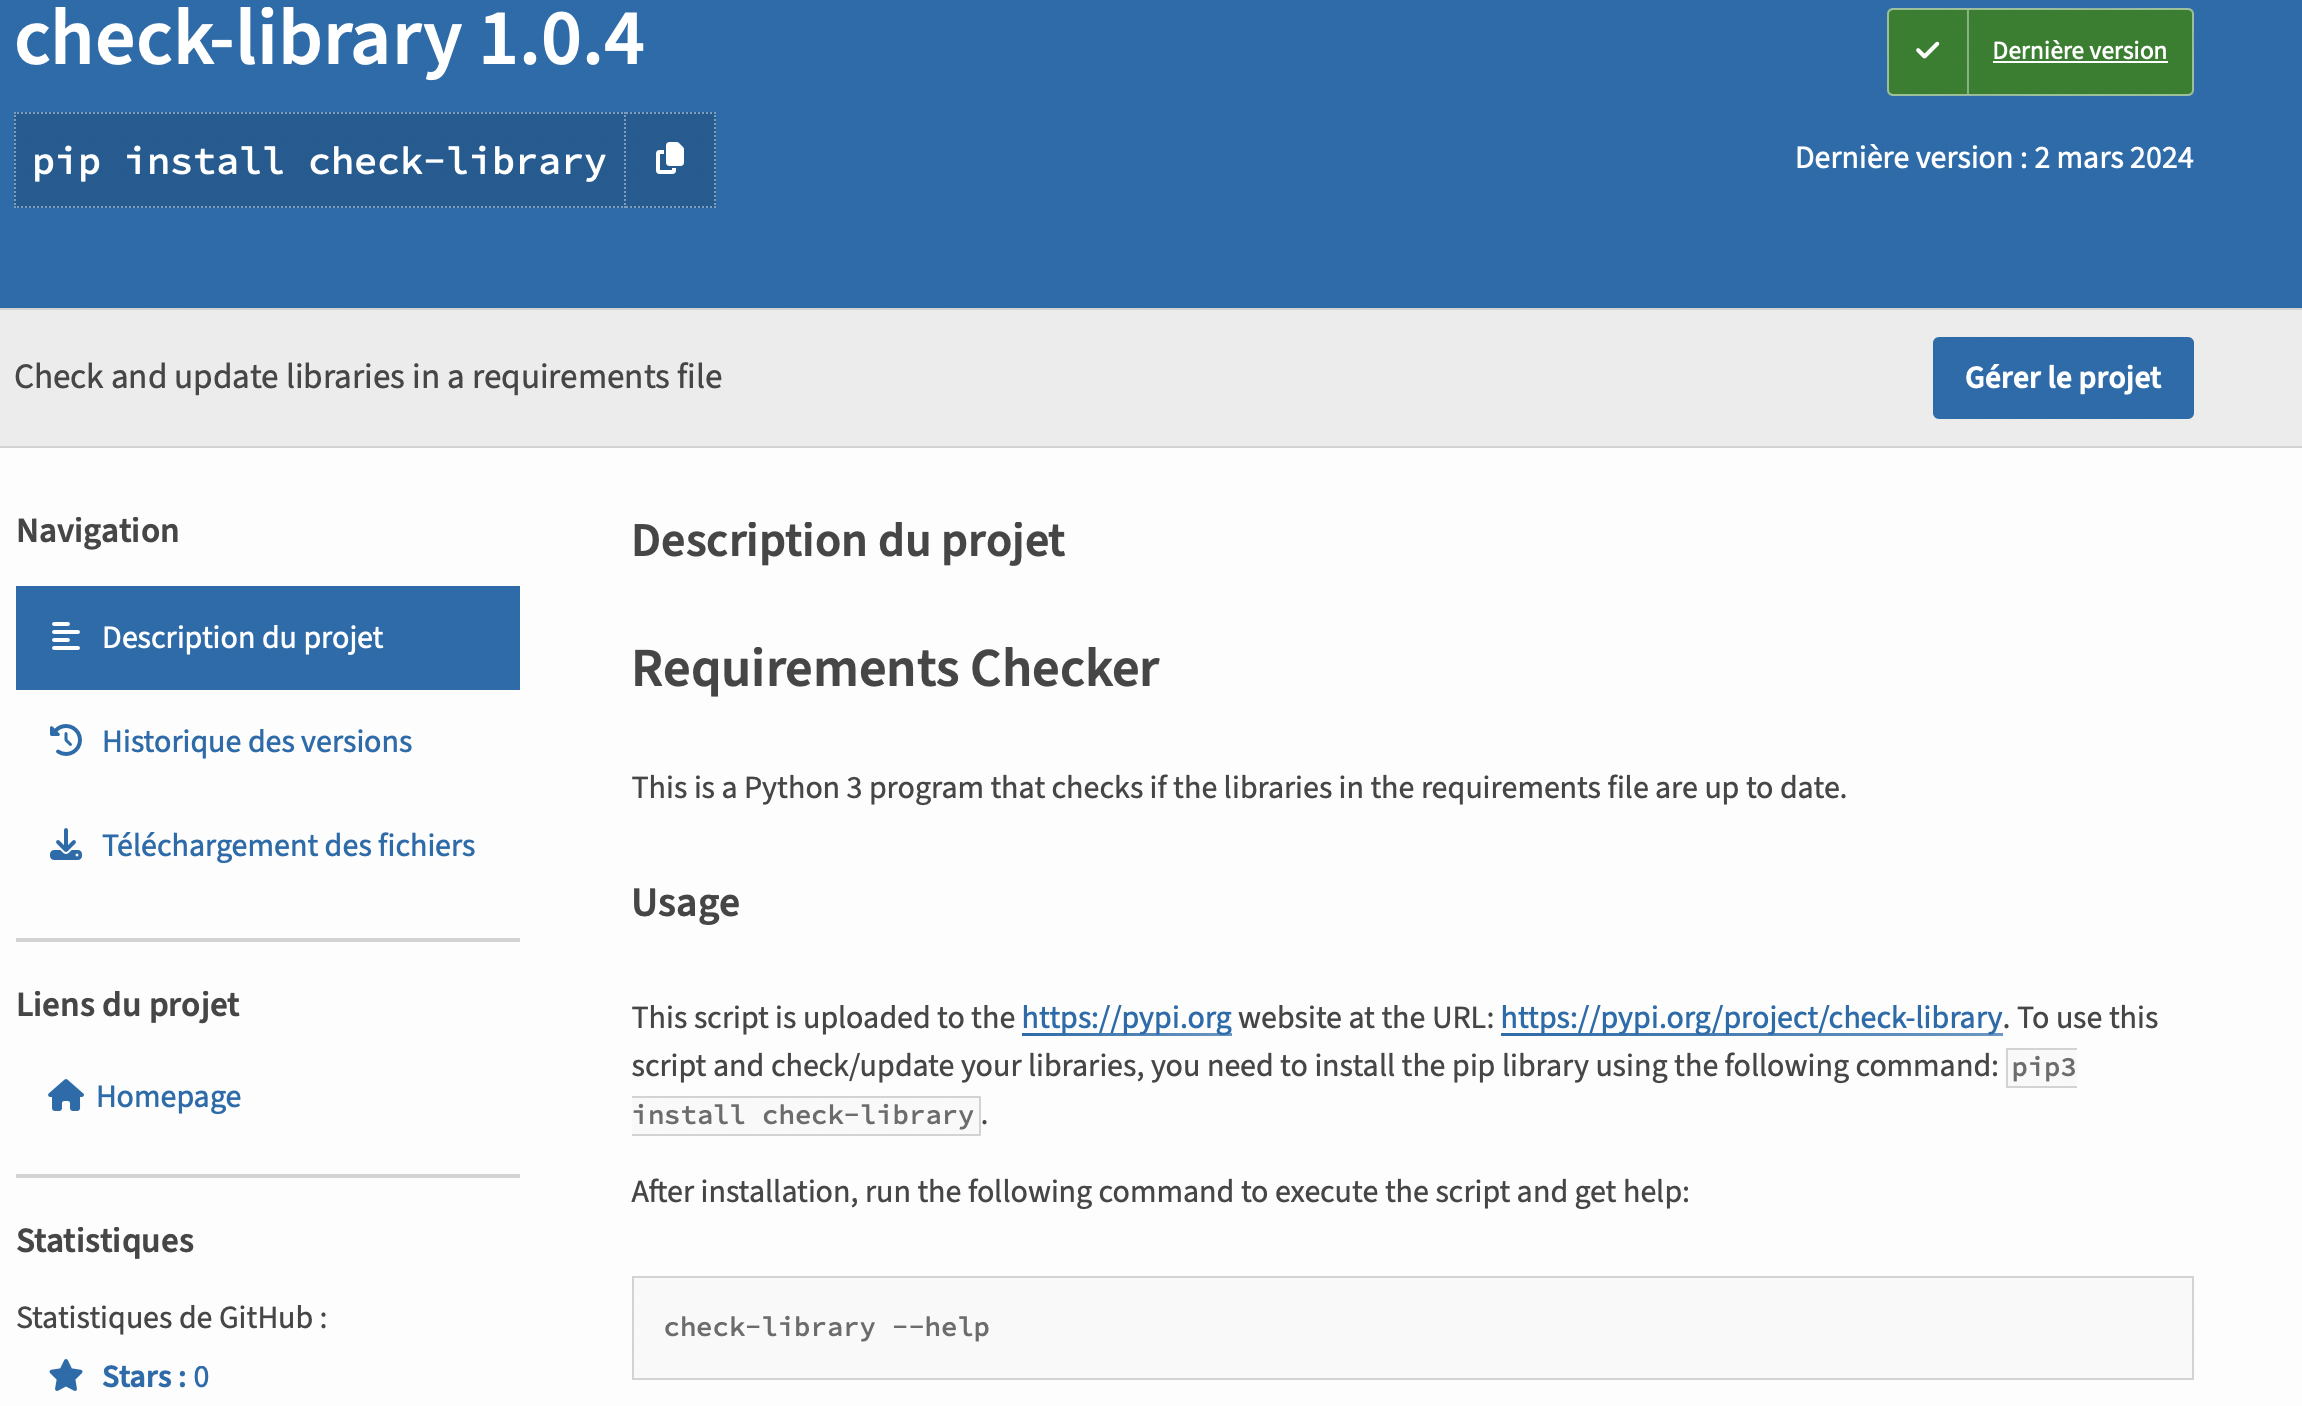 check-library 1.0.4
Dernière version
pip install check-library
Dernière version : 2 mars 2024
Check and update libraries in a requirements file
Gérer le projet
Navigation
Description du projet
Historique des versions
Téléchargement des fichiers
Liens du projet
Homepage
Statistiques
Statistiques de GitHub :
Stars : 0
Description du projet
Requirements Checker
This is a Python 3 program that checks if the libraries in the requirements file are up to date.
Usage
This script is uploaded to the https://pypi.org website at the URL: https://pypi.org/project/check-library. To use this
script and check/update your libraries, you need to install the pip library using the following command: pip3
install check-library.
After installation, run the following command to execute the script and get help:
check-library --help